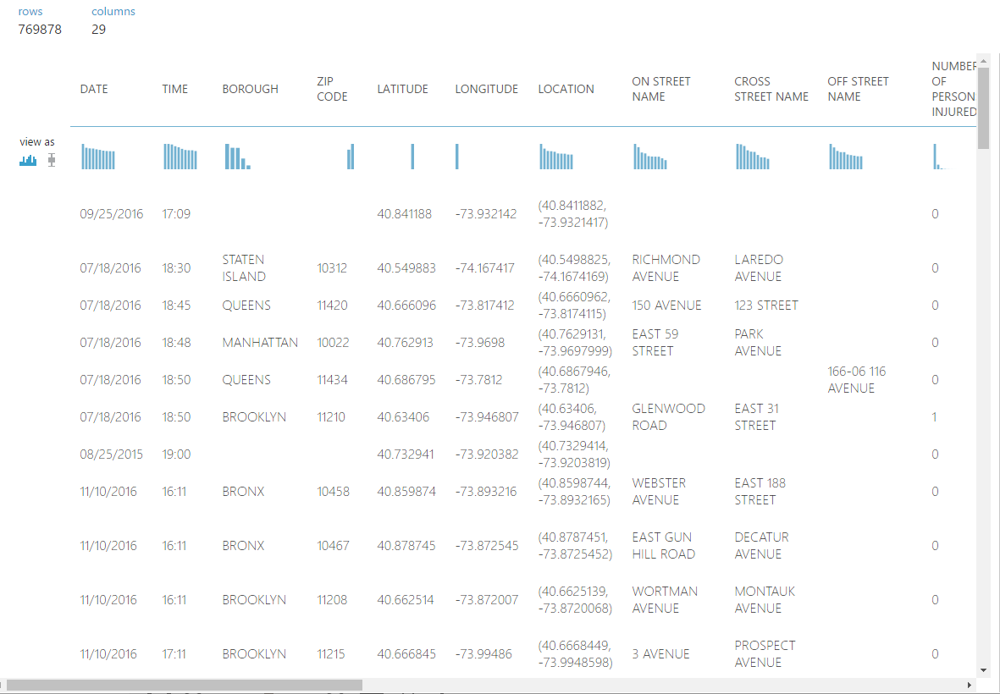 rows columns
769878 29
DATE TIME BOROUGH ZIP CODE LATITUDE LONGITUDE LOCATION ON STREET NAME CROSS STREET NAME OFF STREET NAME NUMBER OF PERSON INJURED
view as
09/25/2016 17:09 40.841188 -73.932142 (40.8411882, -73.9321417) 0
07/18/2016 18:30 STATEN ISLAND 10312 40.549883 -74.167417 (40.5498825, -74.1674169) RICHMOND AVENUE LAREDO AVENUE 0
07/18/2016 18:45 QUEENS 11420 40.666096 -73.817412 (40.6660962, -73.8174115) 150 AVENUE 123 STREET 0
07/18/2016 18:48 MANHATTAN 10022 40.762913 -73.9698 (40.7629131, -73.9697999) EAST 59 STREET PARK AVENUE 0
07/18/2016 18:50 QUEENS 11434 40.686795 -73.7812 (40.6867946, -73.7812) 166-06 116 AVENUE 0
07/18/2016 18:50 BROOKLYN 11210 40.63406 -73.946807 (40.63406, -73.946807) GLENWOOD ROAD EAST 31 STREET 1
08/25/2015 19:00 40.732941 -73.920382 (40.7329414, -73.9203819) 0
11/10/2016 16:11 BRONX 10458 40.859874 -73.893216 (40.8598744, -73.8932165) WEBSTER AVENUE EAST 188 STREET 0
11/10/2016 16:11 BRONX 10467 40.878745 -73.872545 (40.8787451, -73.8725452) EAST GUN HILL ROAD DECATUR AVENUE 0
11/10/2016 16:11 BROOKLYN 11208 40.662514 -73.872007 (40.6625139, -73.8720068) WORTMAN AVENUE MONTAUK AVENUE 0
11/10/2016 17:11 BROOKLYN 11215 40.666845 -73.99486 (40.6668449, -73.9948598) 3 AVENUE PROSPECT AVENUE 0